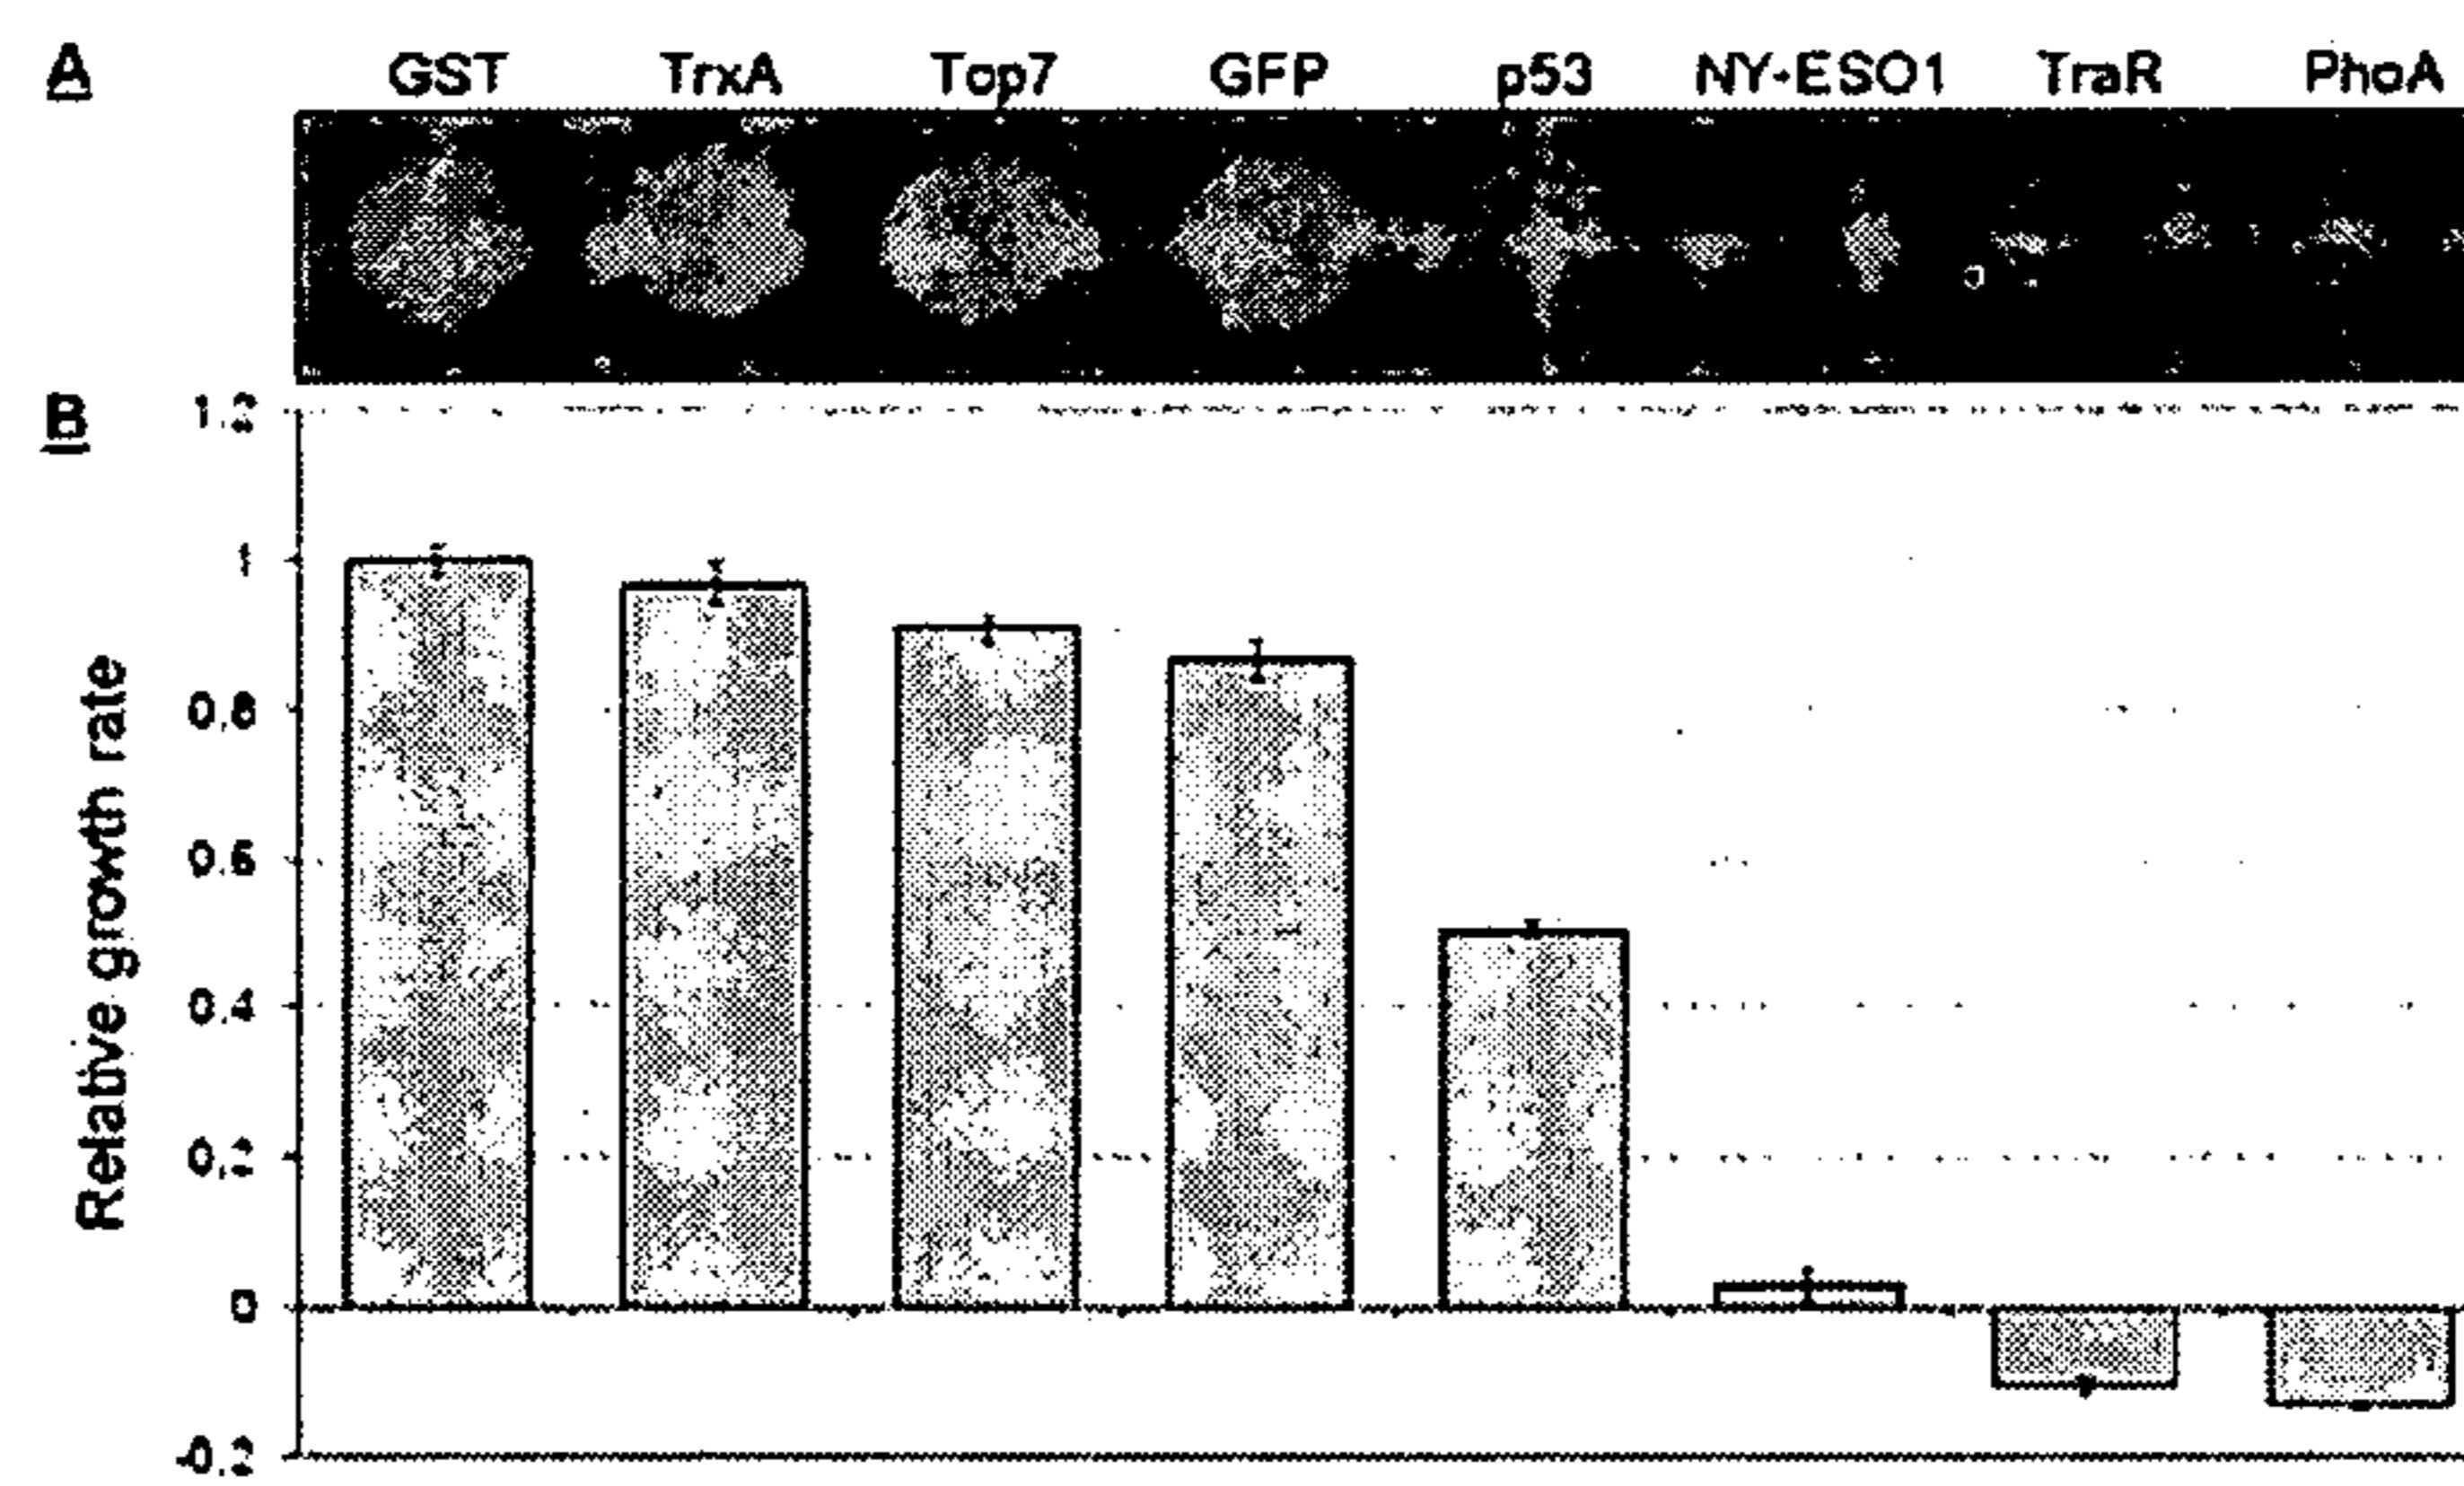 A
GST TrxA Top7 GFP p53 NY-ESO1 TraR PhoA
B
1.2
1
0.8
0.6
0.4
0.2
0
-0.2
Relative growth rate